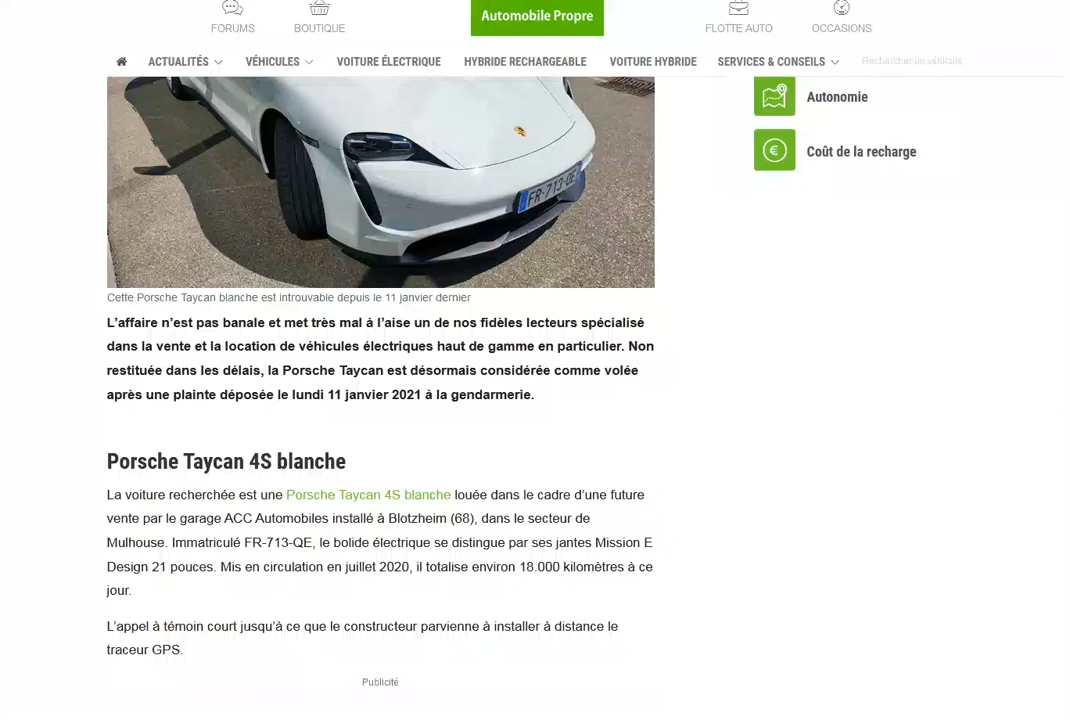 FORUMS
BOUTIQUE
Automobile Propre
FLOTTE AUTO
OCCASIONS
ACTUALITÉS
VÉHICULES
VOITURE ÉLECTRIQUE
HYBRIDE RECHARGEABLE
VOITURE HYBRIDE
SERVICES & CONSEILS
Rechercher un véhicule
Autonomie
Coût de la recharge
FR-713-QE
Cette Porsche Taycan blanche est introuvable depuis le 11 janvier dernier
L’affaire n’est pas banale et met très mal à l’aise un de nos fidèles lecteurs spécialisé
dans la vente et la location de véhicules électriques haut de gamme en particulier. Non
restituée dans les délais, la Porsche Taycan est désormais considérée comme volée
après une plainte déposée le lundi 11 janvier 2021 à la gendarmerie.
Porsche Taycan 4S blanche
La voiture recherchée est une Porsche Taycan 4S blanche louée dans le cadre d’une future
vente par le garage ACC Automobiles installé à Blotzheim (68), dans le secteur de
Mulhouse. Immatriculé FR-713-QE, le bolide électrique se distingue par ses jantes Mission E
Design 21 pouces. Mis en circulation en juillet 2020, il totalise environ 18.000 kilomètres à ce
jour.
L’appel à témoin court jusqu’à ce que le constructeur parvienne à installer à distance le
traceur GPS.
Publicité